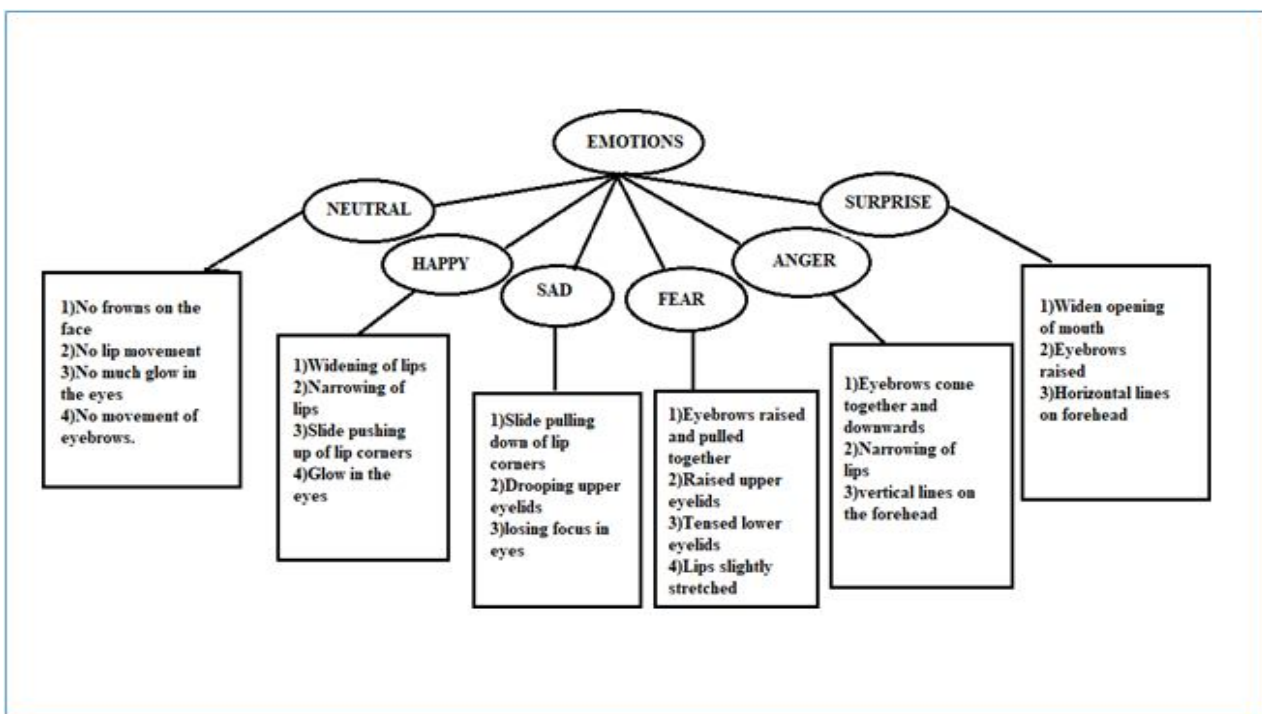 EMOTIONS
NEUTRAL
HAPPY
SAD
FEAR
ANGER
SURPRISE
1)No frowns on the
face
2)No lip movement
3)No much glow in
the eyes
4)No movement of
eyebrows.
1)Widening of lips
2)Narrowing of
lips
3)Slide pushing
up of lip corners
4)Glow in the
eyes
1)Slide pulling
down of lip
corners
2)Drooping upper
eyelids
3)losing focus in
eyes
1)Eyebrows raised
and pulled
together
2)Raised upper
eyelids
3)Tensed lower
eyelids
4)Lips slightly
stretched
1)Eyebrows come
together and
downwards
2)Narrowing of
lips
3)vertical lines on
the forehead
1)Widen opening
of mouth
2)Eyebrows
raised
3)Horizontal lines
on forehead